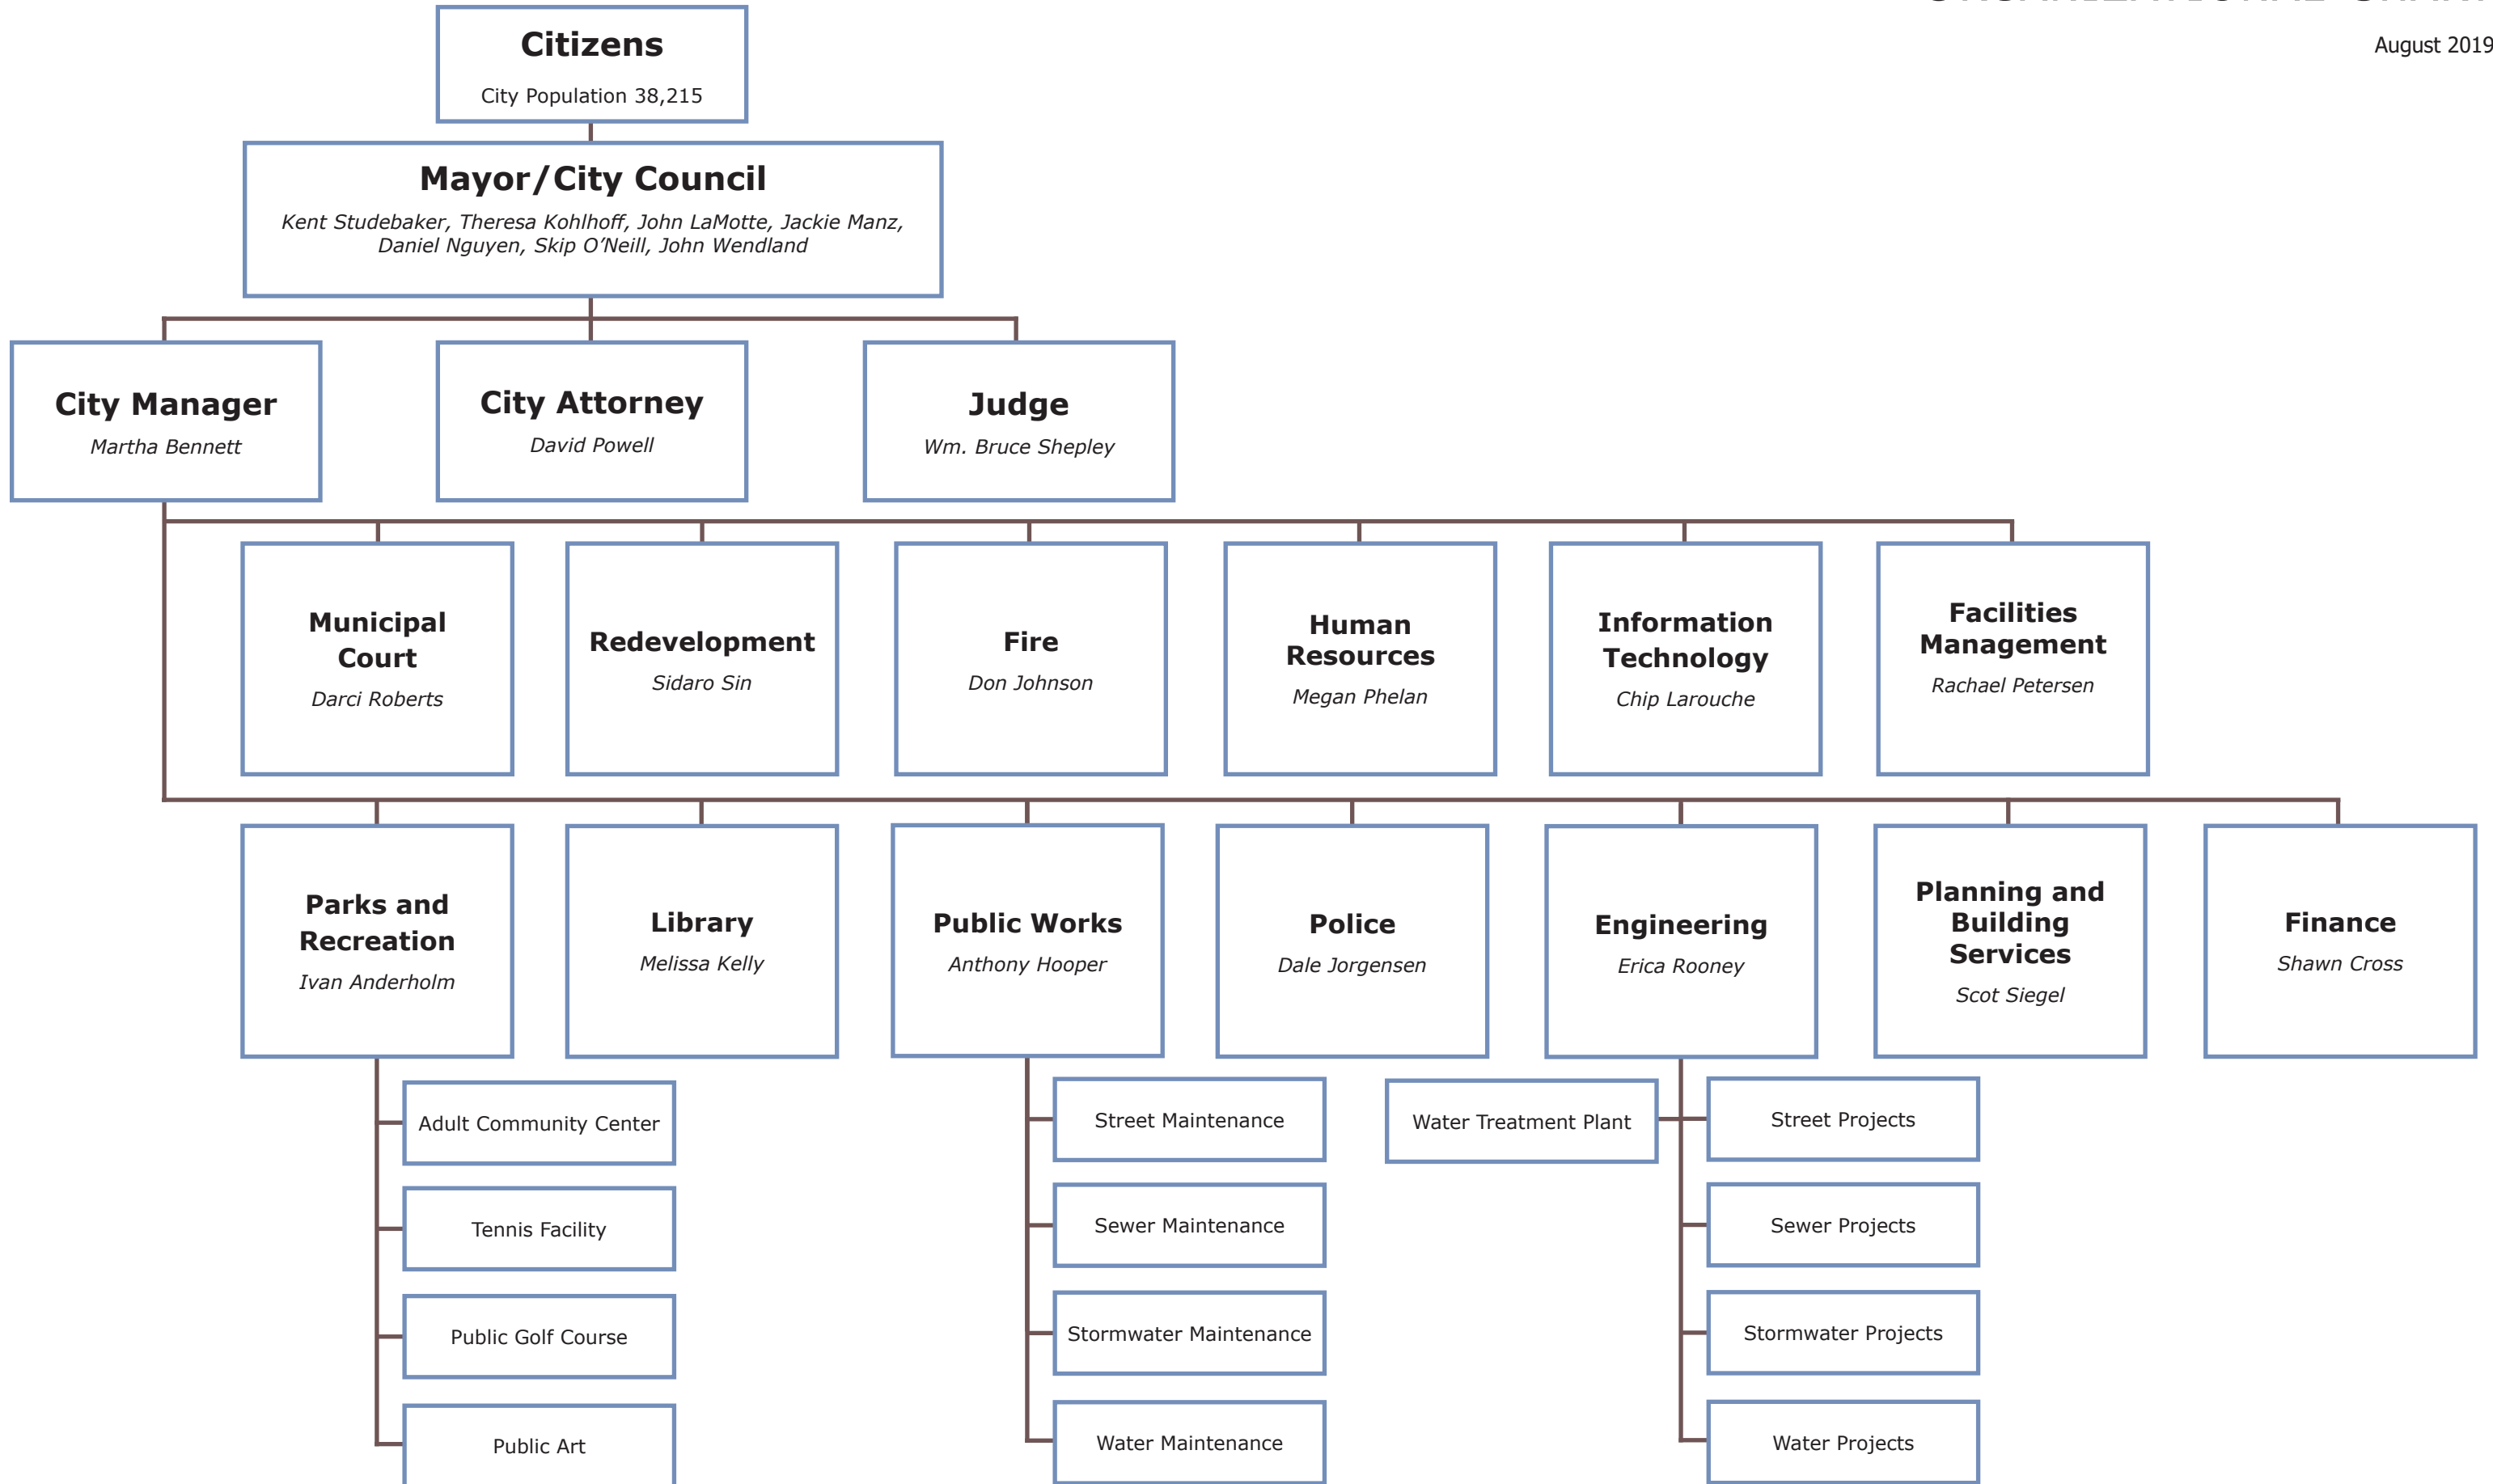 August 2019
Citizens
City Population 38,215
Mayor/City Council
Kent Studebaker, Theresa Kohlhoff, John LaMotte, Jackie Manz,
Daniel Nguyen, Skip O’Neill, John Wendland
City Manager
Martha Bennett
City Attorney
David Powell
Judge
Wm. Bruce Shepley
Municipal
Court
Darci Roberts
Redevelopment
Sidaro Sin
Fire
Don Johnson
Human
Resources
Megan Phelan
Information
Technology
Chip Larouche
Facilities
Management
Rachael Petersen
Parks and
Recreation
Ivan Anderholm
Library
Melissa Kelly
Public Works
Anthony Hooper
Police
Dale Jorgensen
Engineering
Erica Rooney
Planning and
Building
Services
Scot Siegel
Finance
Shawn Cross
Adult Community Center
Tennis Facility
Public Golf Course
Public Art
Street Maintenance
Sewer Maintenance
Stormwater Maintenance
Water Maintenance
Water Treatment Plant
Street Projects
Sewer Projects
Stormwater Projects
Water Projects